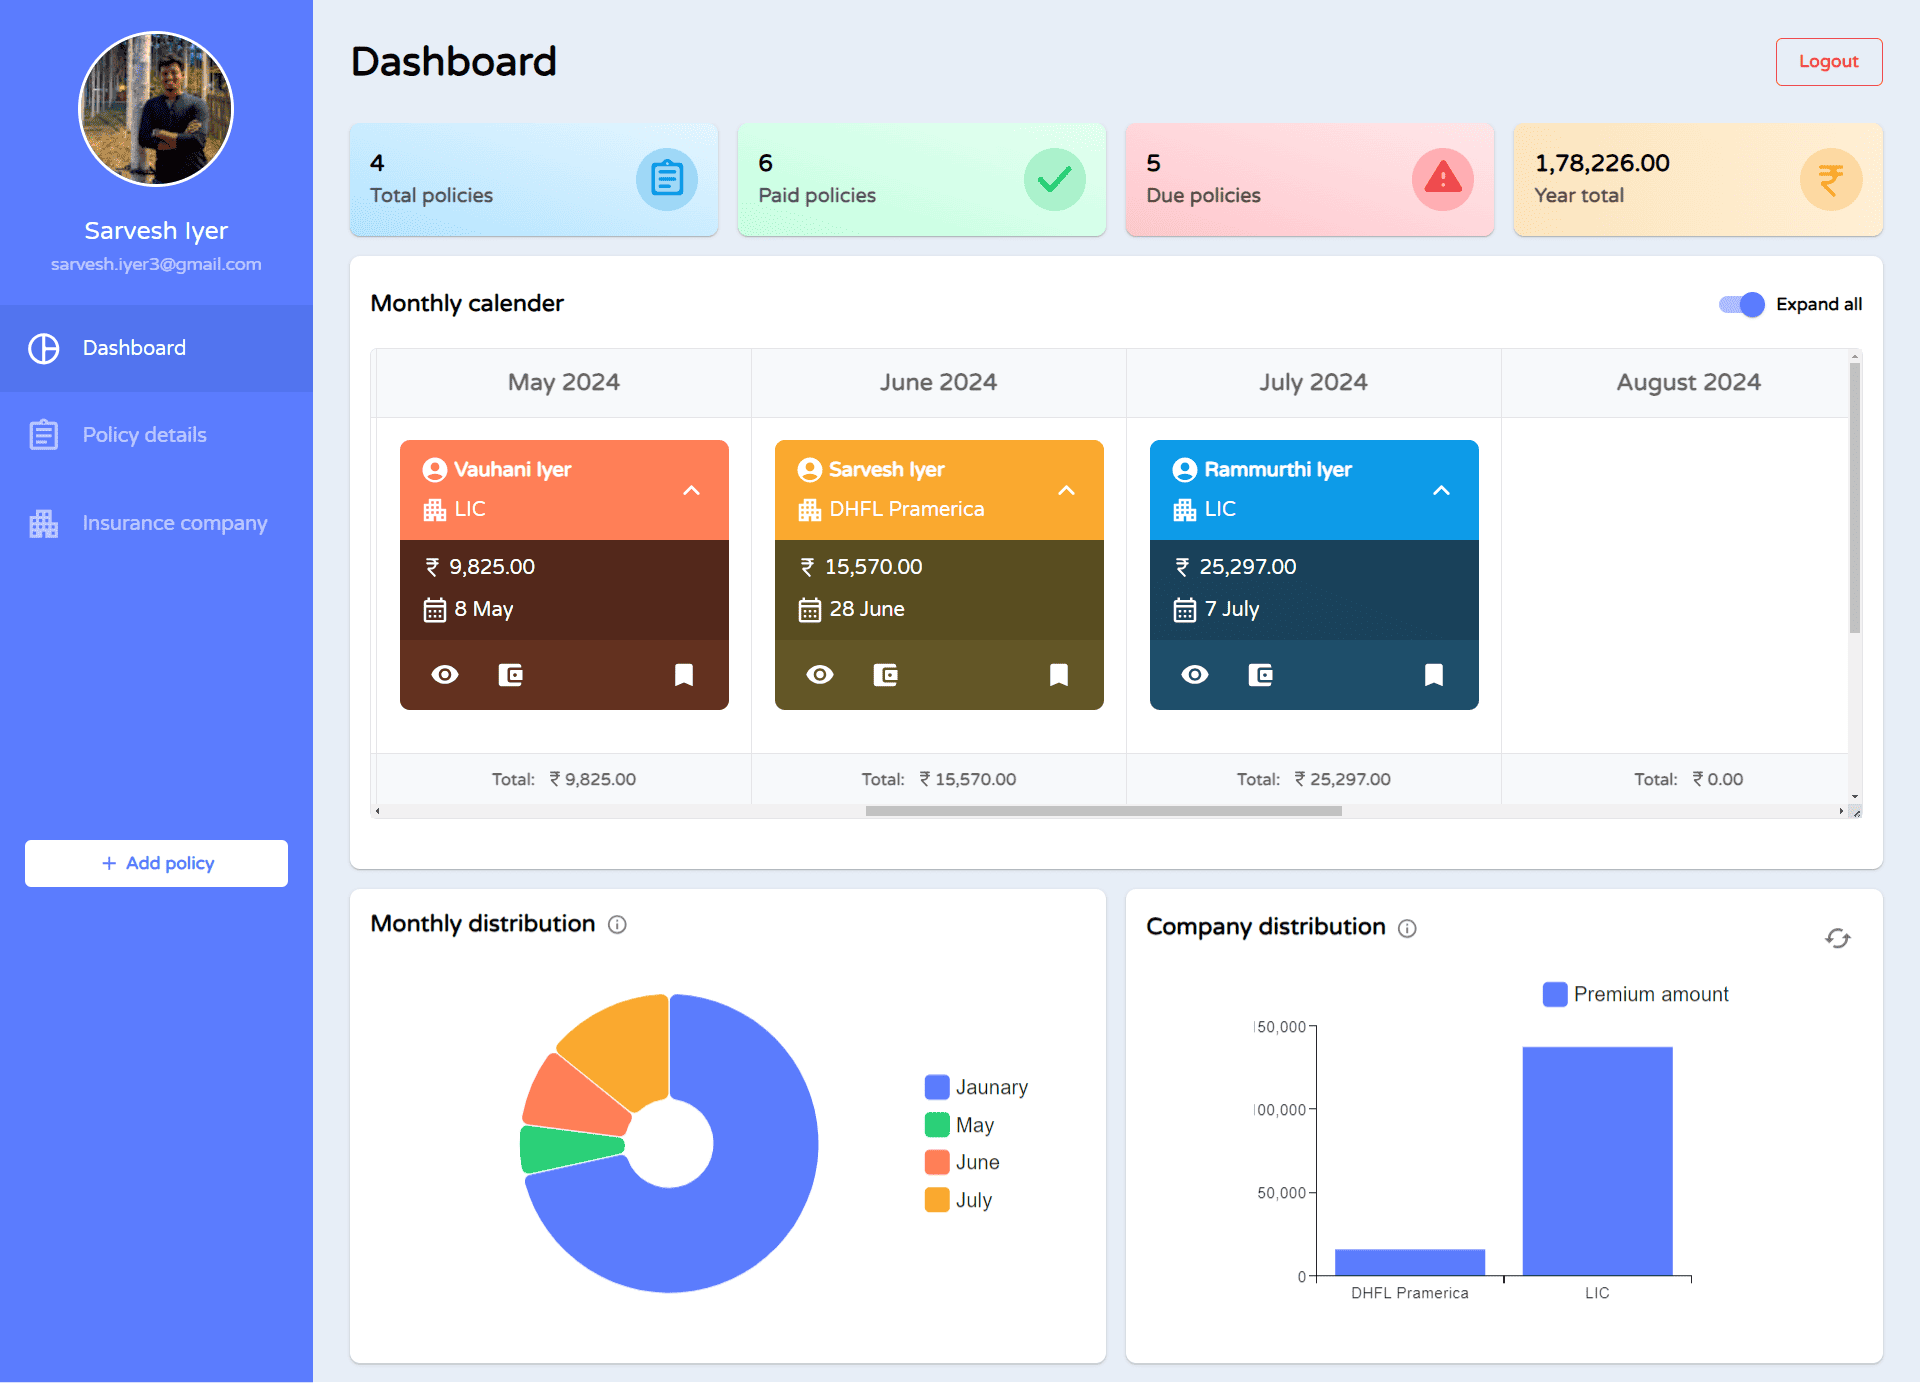 Sarvesh Iyer
sarvesh.iyer3@gmail.com
Dashboard
Policy details
Insurance company
+ Add policy
Dashboard
Logout
4
Total policies
6
Paid policies
5
Due policies
1,78,226.00
Year total
₹
Monthly calender
Expand all
May 2024
June 2024
July 2024
August 2024
Vauhani Iyer
LIC
₹ 9,825.00
8 May
Sarvesh Iyer
DHFL Pramerica
₹ 15,570.00
28 June
Rammurthi Iyer
LIC
₹ 25,297.00
7 July
Total: ₹ 9,825.00
Total: ₹ 15,570.00
Total: ₹ 25,297.00
Total: ₹ 0.00
Monthly distribution
Jaunary
May
June
July
Company distribution
Premium amount
150,000
100,000
50,000
0
DHFL Pramerica
LIC